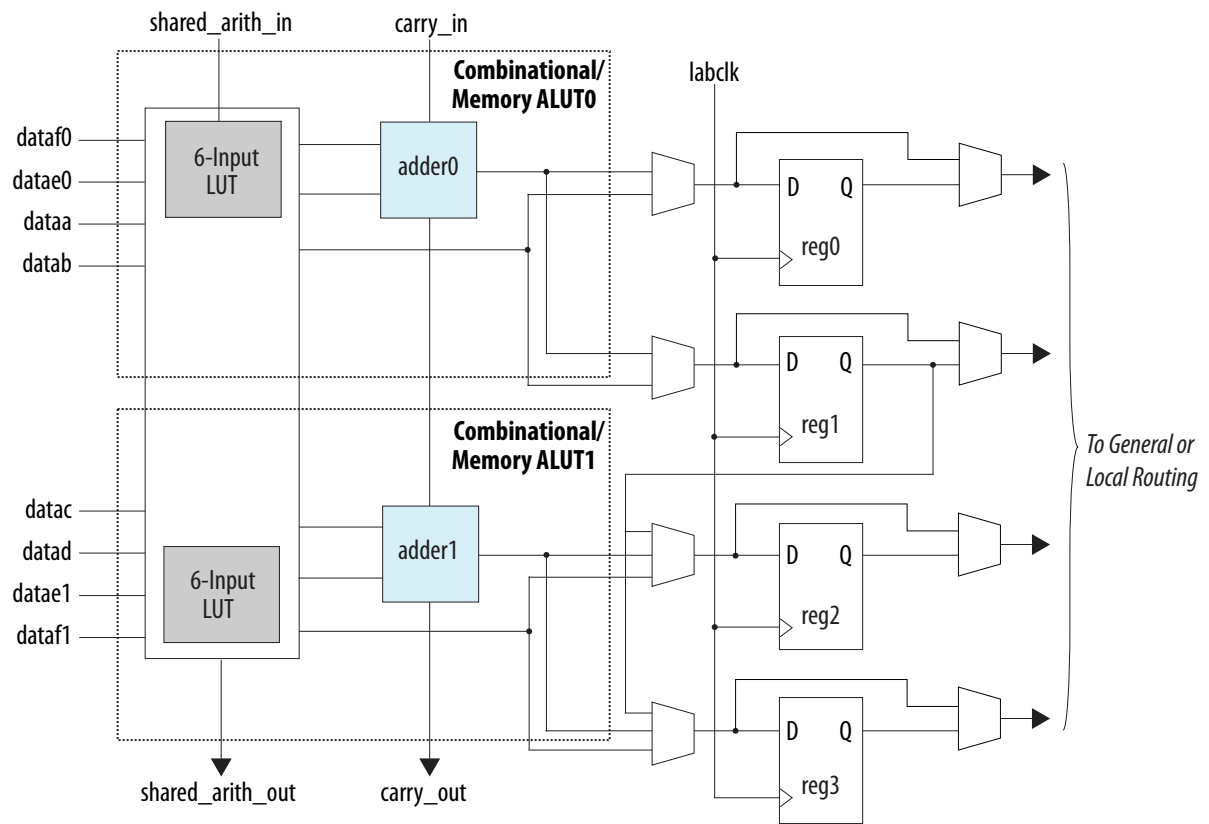 shared_arith_in
carry_in
Combinational/
Memory ALUT0
labclk
dataf0
datae0
dataa
datab
6-Input
LUT
adder0
D Q
reg0
D Q
reg1
Combinational/
Memory ALUT1
To General or
Local Routing
datac
datad
datae1
dataf1
6-Input
LUT
adder1
D Q
reg2
D Q
reg3
shared_arith_out
carry_out